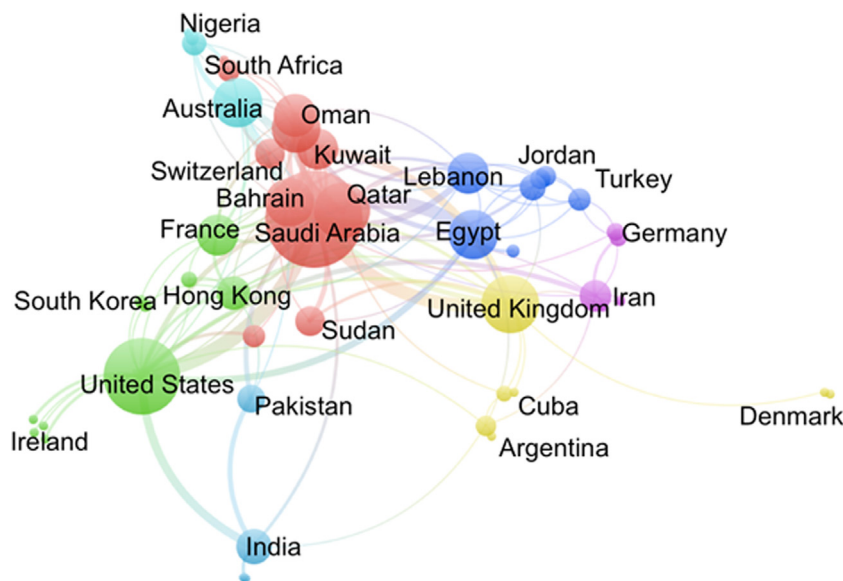 Nigeria
South Africa
Australia
Oman
Kuwait
Switzerland
Jordan
Lebanon
Turkey
Bahrain
Qatar
France
Saudi Arabia
Egypt
Germany
South Korea
Hong Kong
United Kingdom
Iran
Sudan
United States
Pakistan
Cuba
Denmark
Ireland
Argentina
India